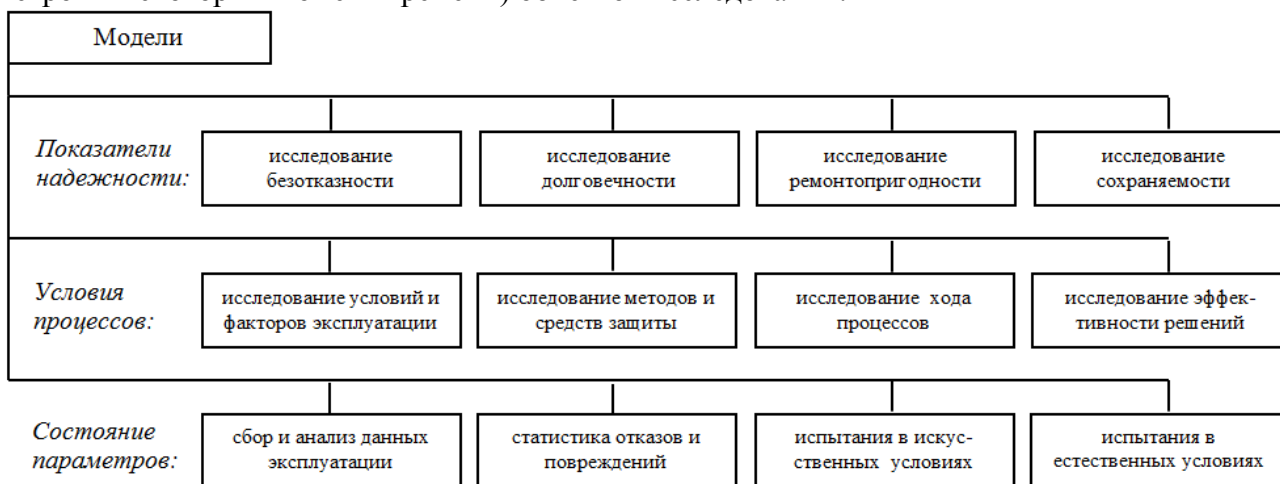 Модели
Показатели
надежности:
исследование
безотказности
исследование
долговечности
исследование
ремонтопригодности
исследование
сохраняемости
Условия
процессов:
исследование условий и
факторов эксплуатации
исследование методов и
средств защиты
исследование хода
процессов
исследование эффек-
тивности решений
Состояние
параметров:
сбор и анализ данных
эксплуатации
статистика отказов и
повреждений
испытания в искус-
ственных условиях
испытания в
естественных условиях